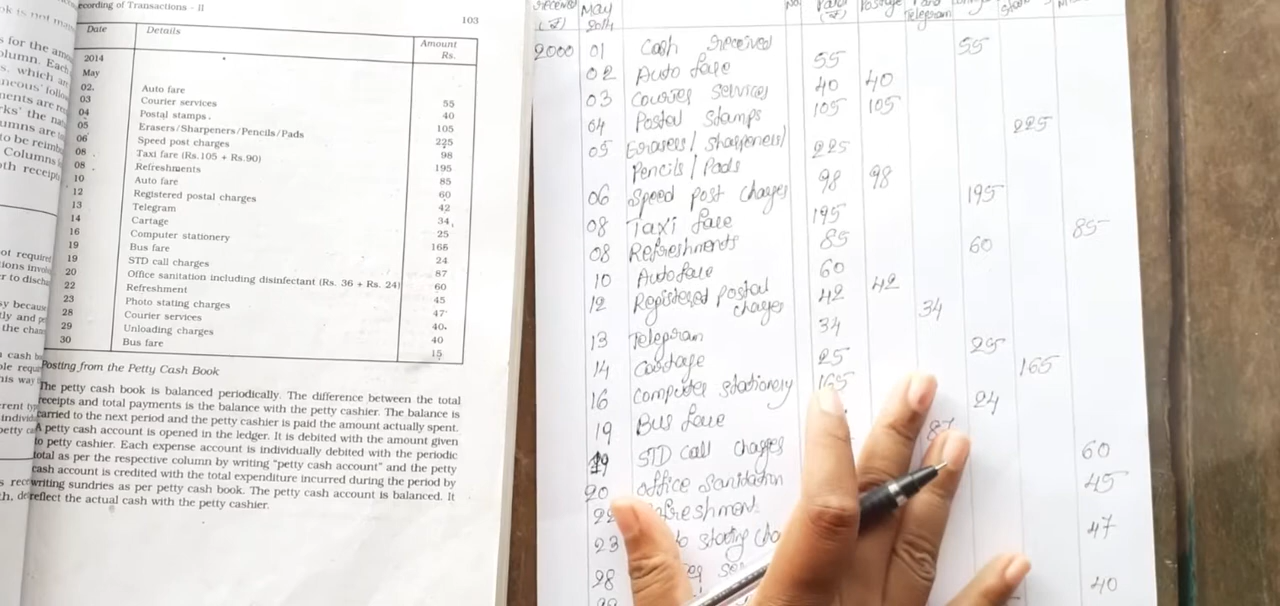 ecording of Transactions - II
103
Date Details Amount Rs.
2014
May
02. Auto fare 55
03 Courier services 40
04 Postal stamps. 105
05 Erasers/Sharpeners/Pencils/Pads 225
06 Speed post charges 98
08 Taxi fare (Rs.105 + Rs.90) 195
08 Refreshments 85
10 Auto fare 60
12 Registered postal charges 42
13 Telegram 34
14 Cartage 25
16 Computer stationery 165
19 Bus fare 24
19 STD call charges 87
20 Office sanitation including disinfectant (Rs. 36 + Rs. 24) 60
22 Refreshment 45
23 Photo stating charges 47
28 Courier services 40
29 Unloading charges 40
30 Bus fare 15
Posting from the Petty Cash Book
The petty cash book is balanced periodically. The difference between the total
receipts and total payments is the balance with the petty cashier. The balance is
carried to the next period and the petty cashier is paid the amount actually spent.
A petty cash account is opened in the ledger. It is debited with the amount given
to petty cashier. Each expense account is individually debited with the periodic
total as per the respective column by writing "petty cash account" and the petty
cash account is credited with the total expenditure incurred during the period by
writing sundries as per petty cash book. The petty cash account is balanced. It
reflect the actual cash with the petty cashier.
May Paid Postage
(₹) 2014 (₹) Telegram
2000 01 Cash received
02 Auto fare 55 55
03 Courier Services 40 40
04 Postal Stamps 105 105
05 Erasers/ sharpeners/ 225 225
Pencils / Pads
06 Speed post charges 98 98
08 Taxi fare 195 195
08 Refreshments 85 85
10 Auto fare 60 60
12 Registered postal 42 42
charges
13 Telegram 34 34
14 Cartage 25 25
16 Computer stationery 165 165
19 Bus fare 24
19 STD call charges 87
20 office sanitation 60
22 freshment 45
23 to stating cha 47
28
40